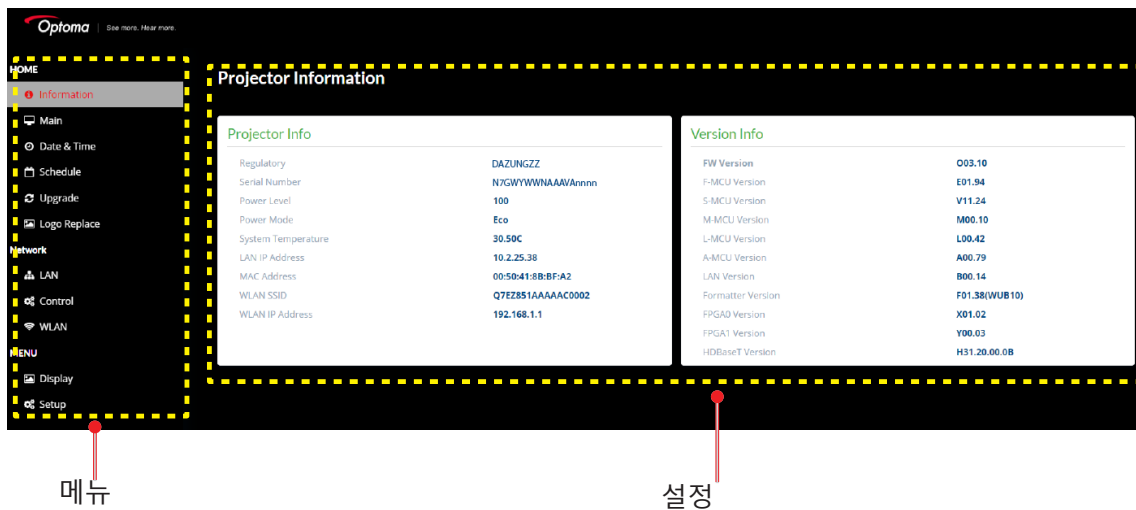 Optoma See more. Hear more.
HOME
Information
Main
Date & Time
Schedule
Upgrade
Logo Replace
Network
LAN
Control
WLAN
MENU
Display
Setup
Projector Information
Projector Info
Regulatory DAZUNGZZ
Serial Number N7GWYWWNAAAVAnnnn
Power Level 100
Power Mode Eco
System Temperature 30.50C
LAN IP Address 10.2.25.38
MAC Address 00:50:41:8B:BF:A2
WLAN SSID Q7EZ851AAAAAC0002
WLAN IP Address 192.168.1.1
Version Info
FW Version O03.10
F-MCU Version E01.94
S-MCU Version V11.24
M-MCU Version M00.10
L-MCU Version L00.42
A-MCU Version A00.79
LAN Version B00.14
Formatter Version F01.38(WUB10)
FPGA0 Version X01.02
FPGA1 Version Y00.03
HDBaseT Version H31.20.00.0B
메뉴
설정